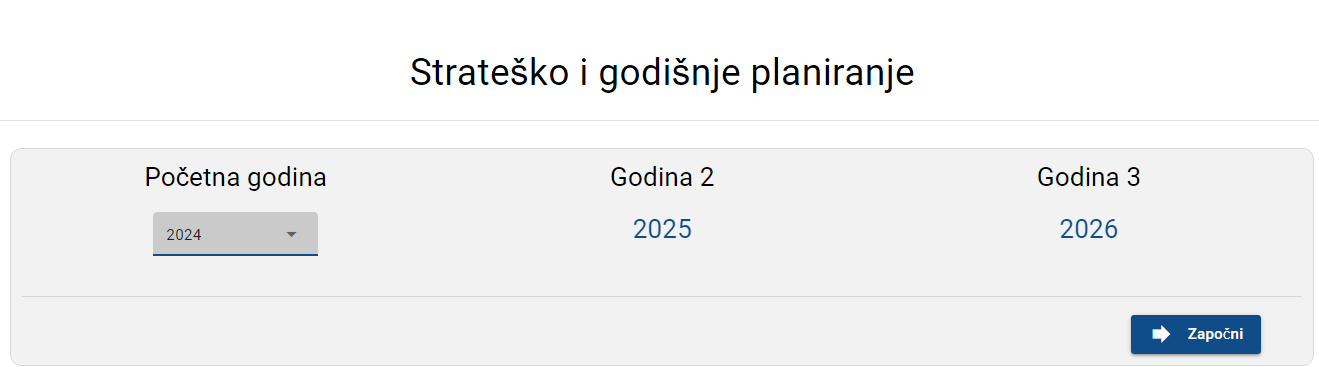 Strateško i godišnje planiranje
Početna godina
Godina 2
Godina 3
2024
2025
2026
Započni